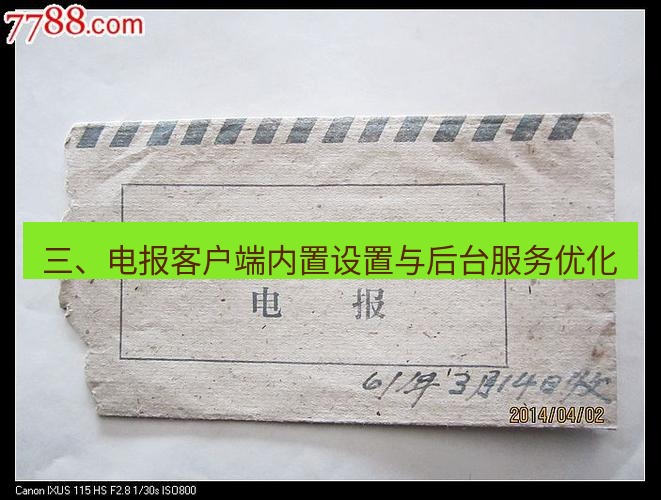 7788.com
三、电报客户端内置设置与后台服务优化
电 报
61年3月14日收
2014/04/02
Canon IXUS 115 HS F2.8 1/30s ISO800